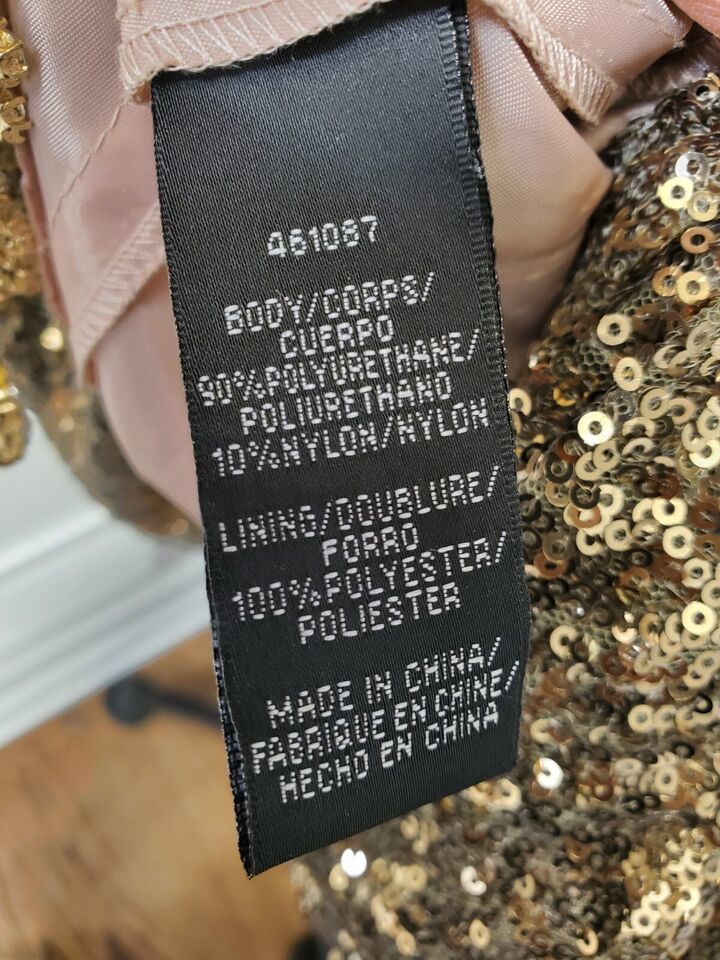 461087
BODY/CORPS/
CUERPO
90%POLYURETHANE/
POLIURETHANO
10%NYLON/NYLON
LINING/DOUBLURE/
FORRO
100%POLYESTER/
POLIESTER
MADE IN CHINA/
FABRIQUE EN CHINE/
HECHO EN CHINA